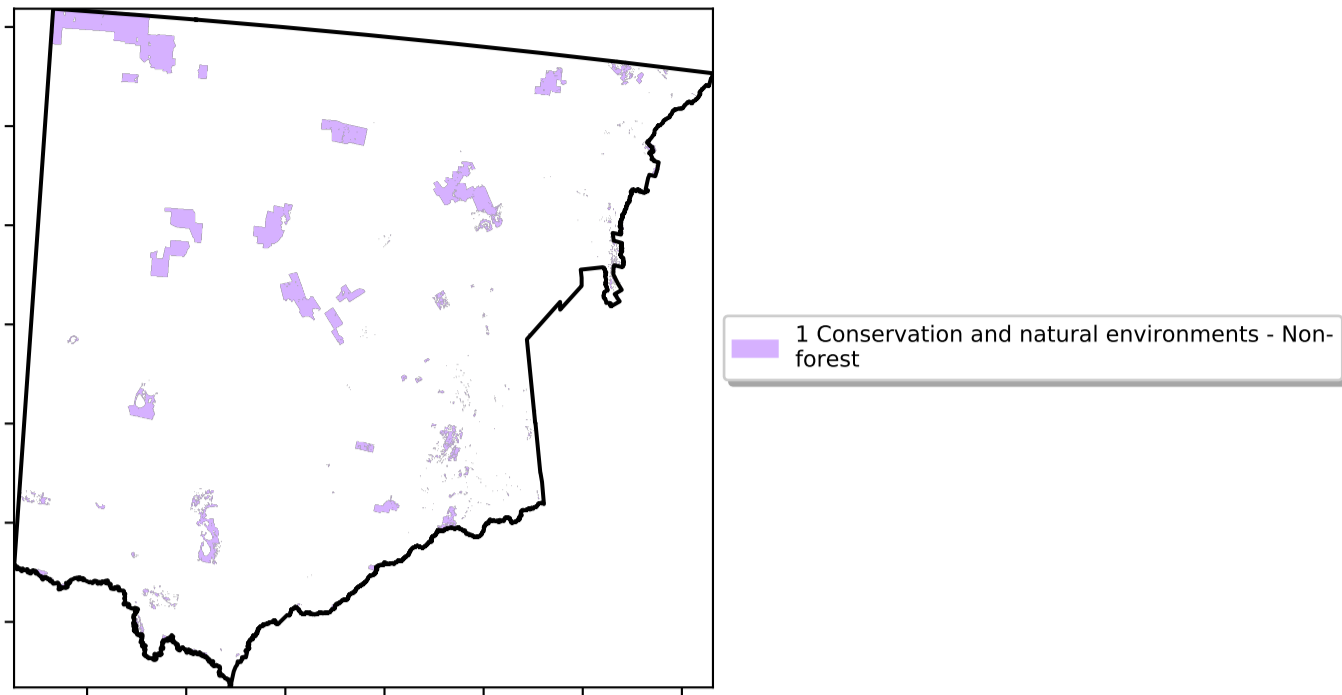 1 Conservation and natural environments - Non-
forest